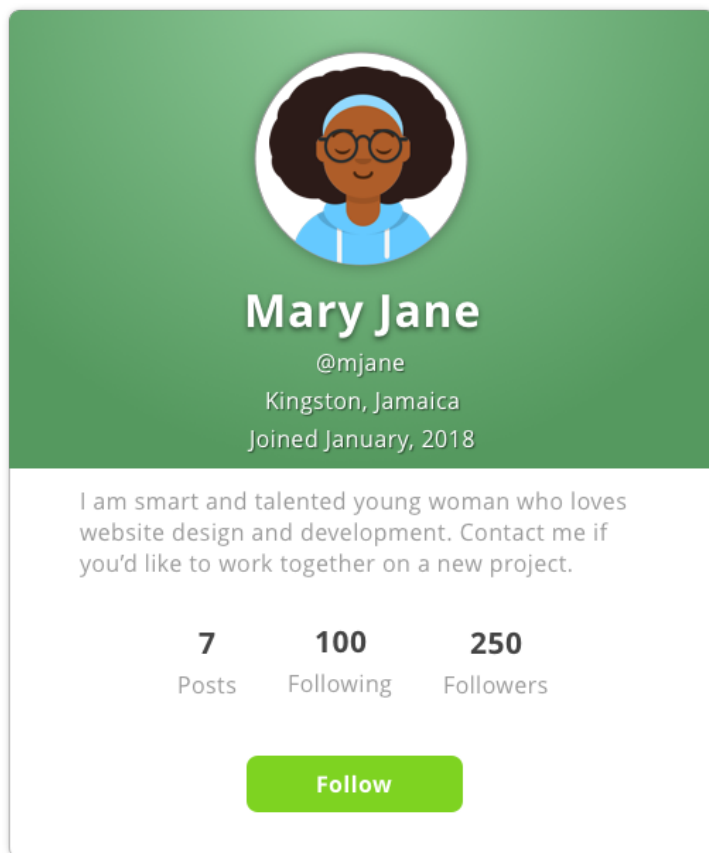 Mary Jane
@mjane
Kingston, Jamaica
Joined January, 2018
I am smart and talented young woman who loves
website design and development. Contact me if
you’d like to work together on a new project.
7 100 250
Posts Following Followers
Follow